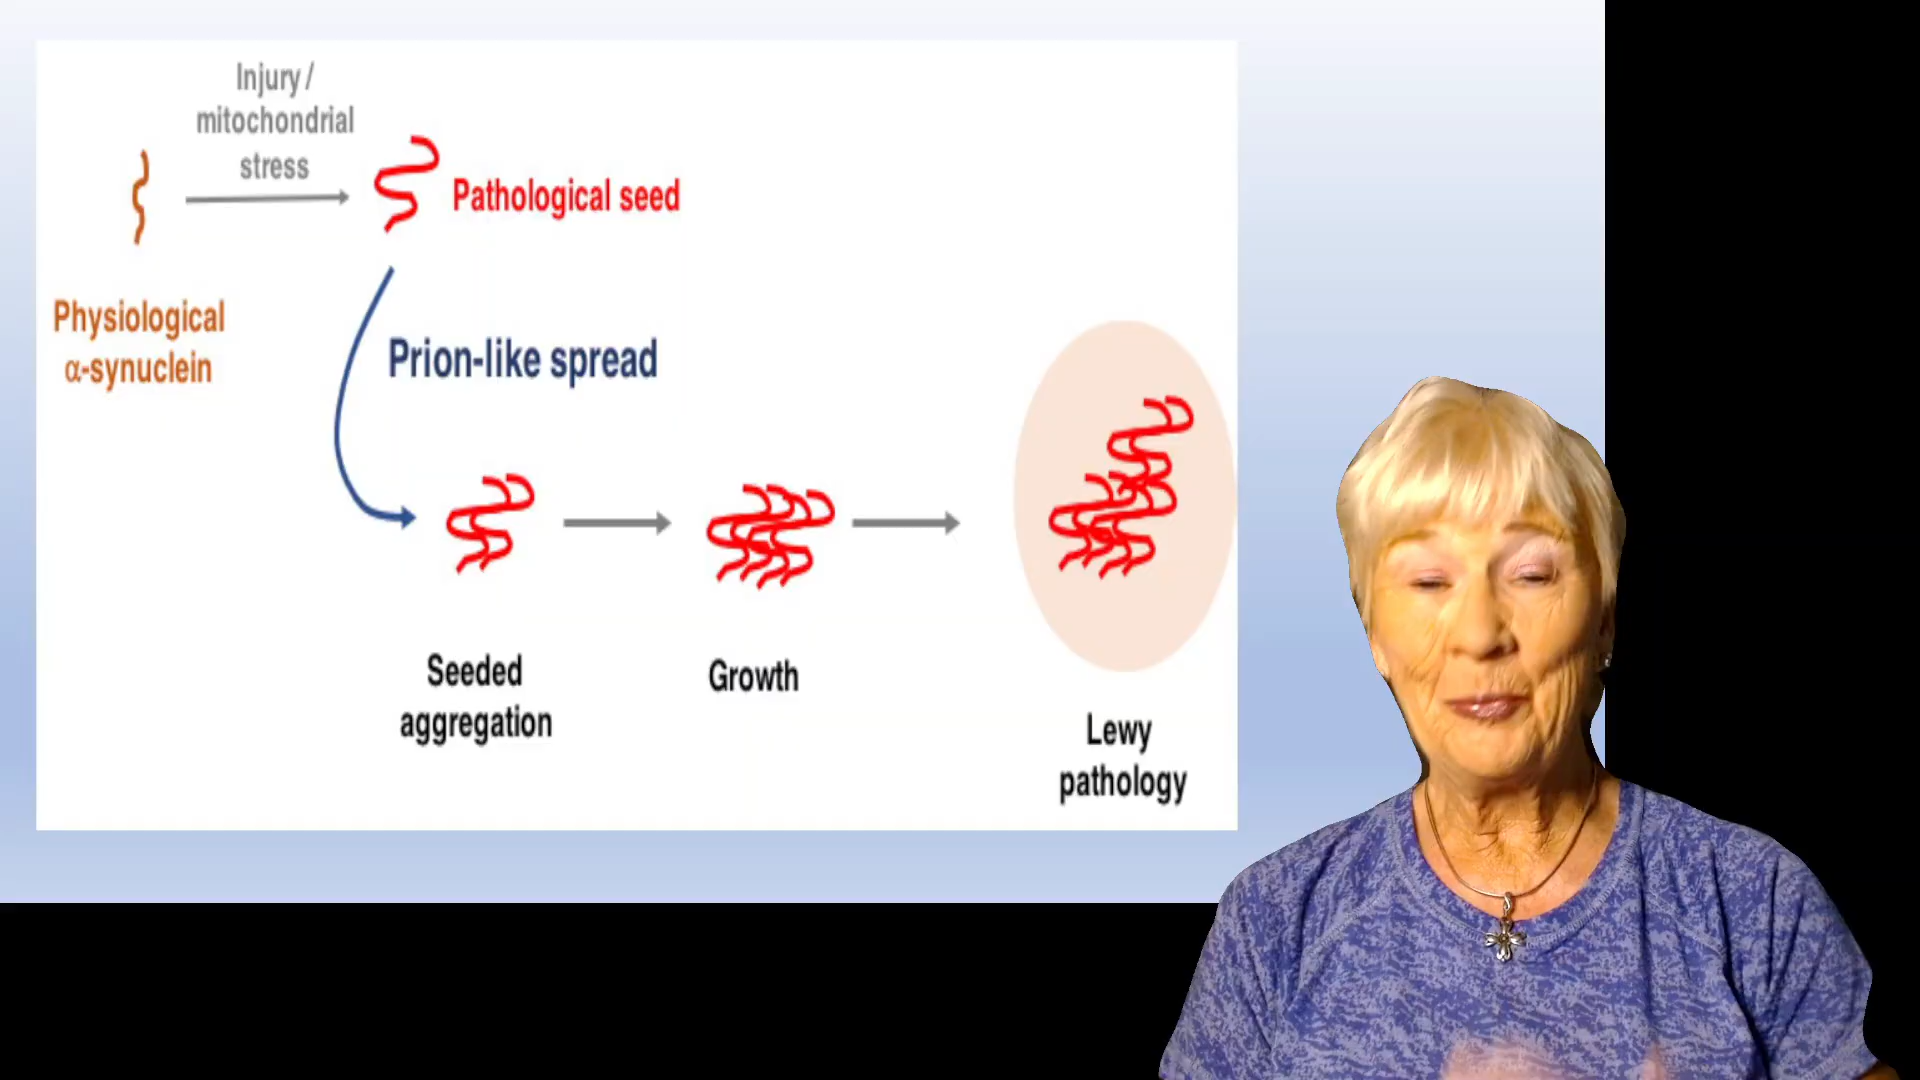 Injury /
mitochondrial
stress
Pathological seed
Physiological
α-synuclein
Prion-like spread
Seeded
aggregation
Growth
Lewy
pathology